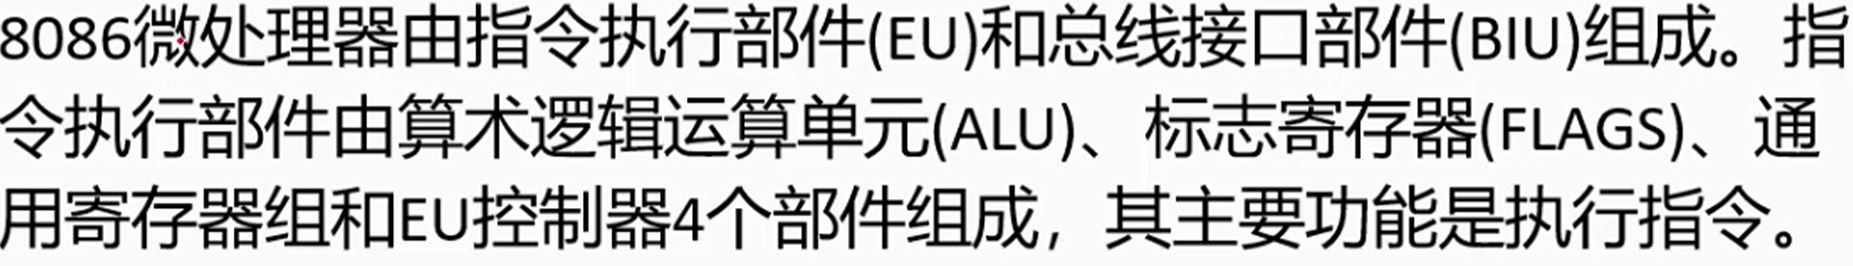 8086微处理器由指令执行部件(EU)和总线接口部件(BIU)组成。指
令执行部件由算术逻辑运算单元(ALU)、标志寄存器(FLAGS)、通
用寄存器组和EU控制器4个部件组成，其主要功能是执行指令。